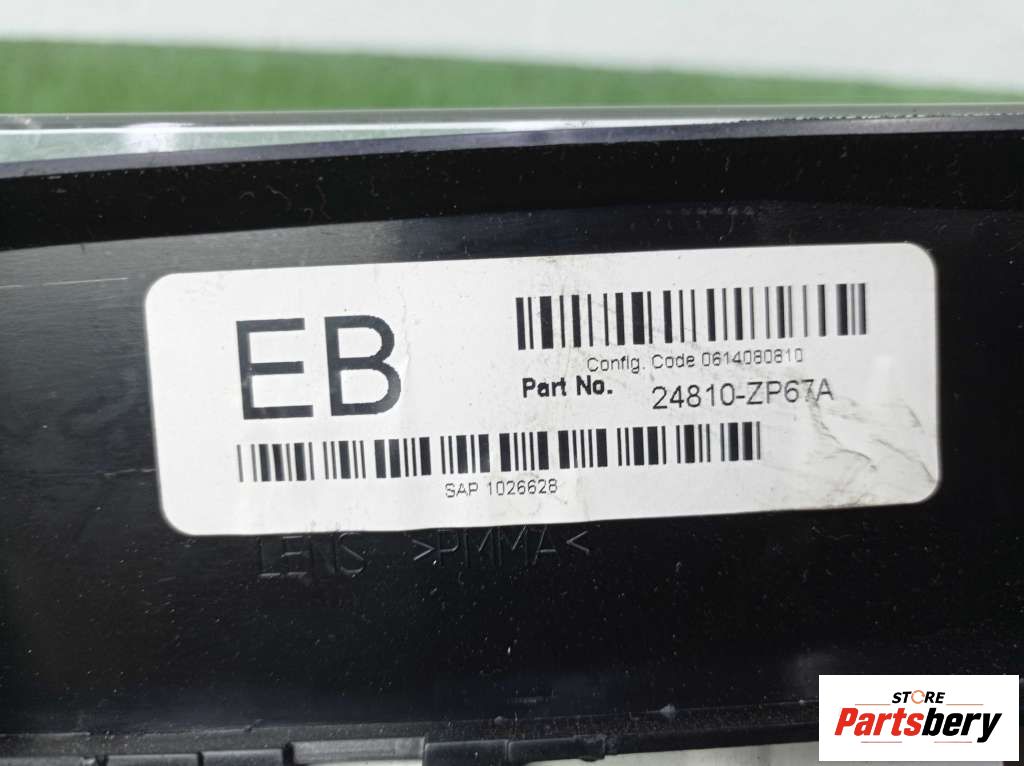 EB
Config. Code 0614080810
Part No. 24810-ZP67A
SAP 1026628
LENS >PMMA<
STORE
Partsbery